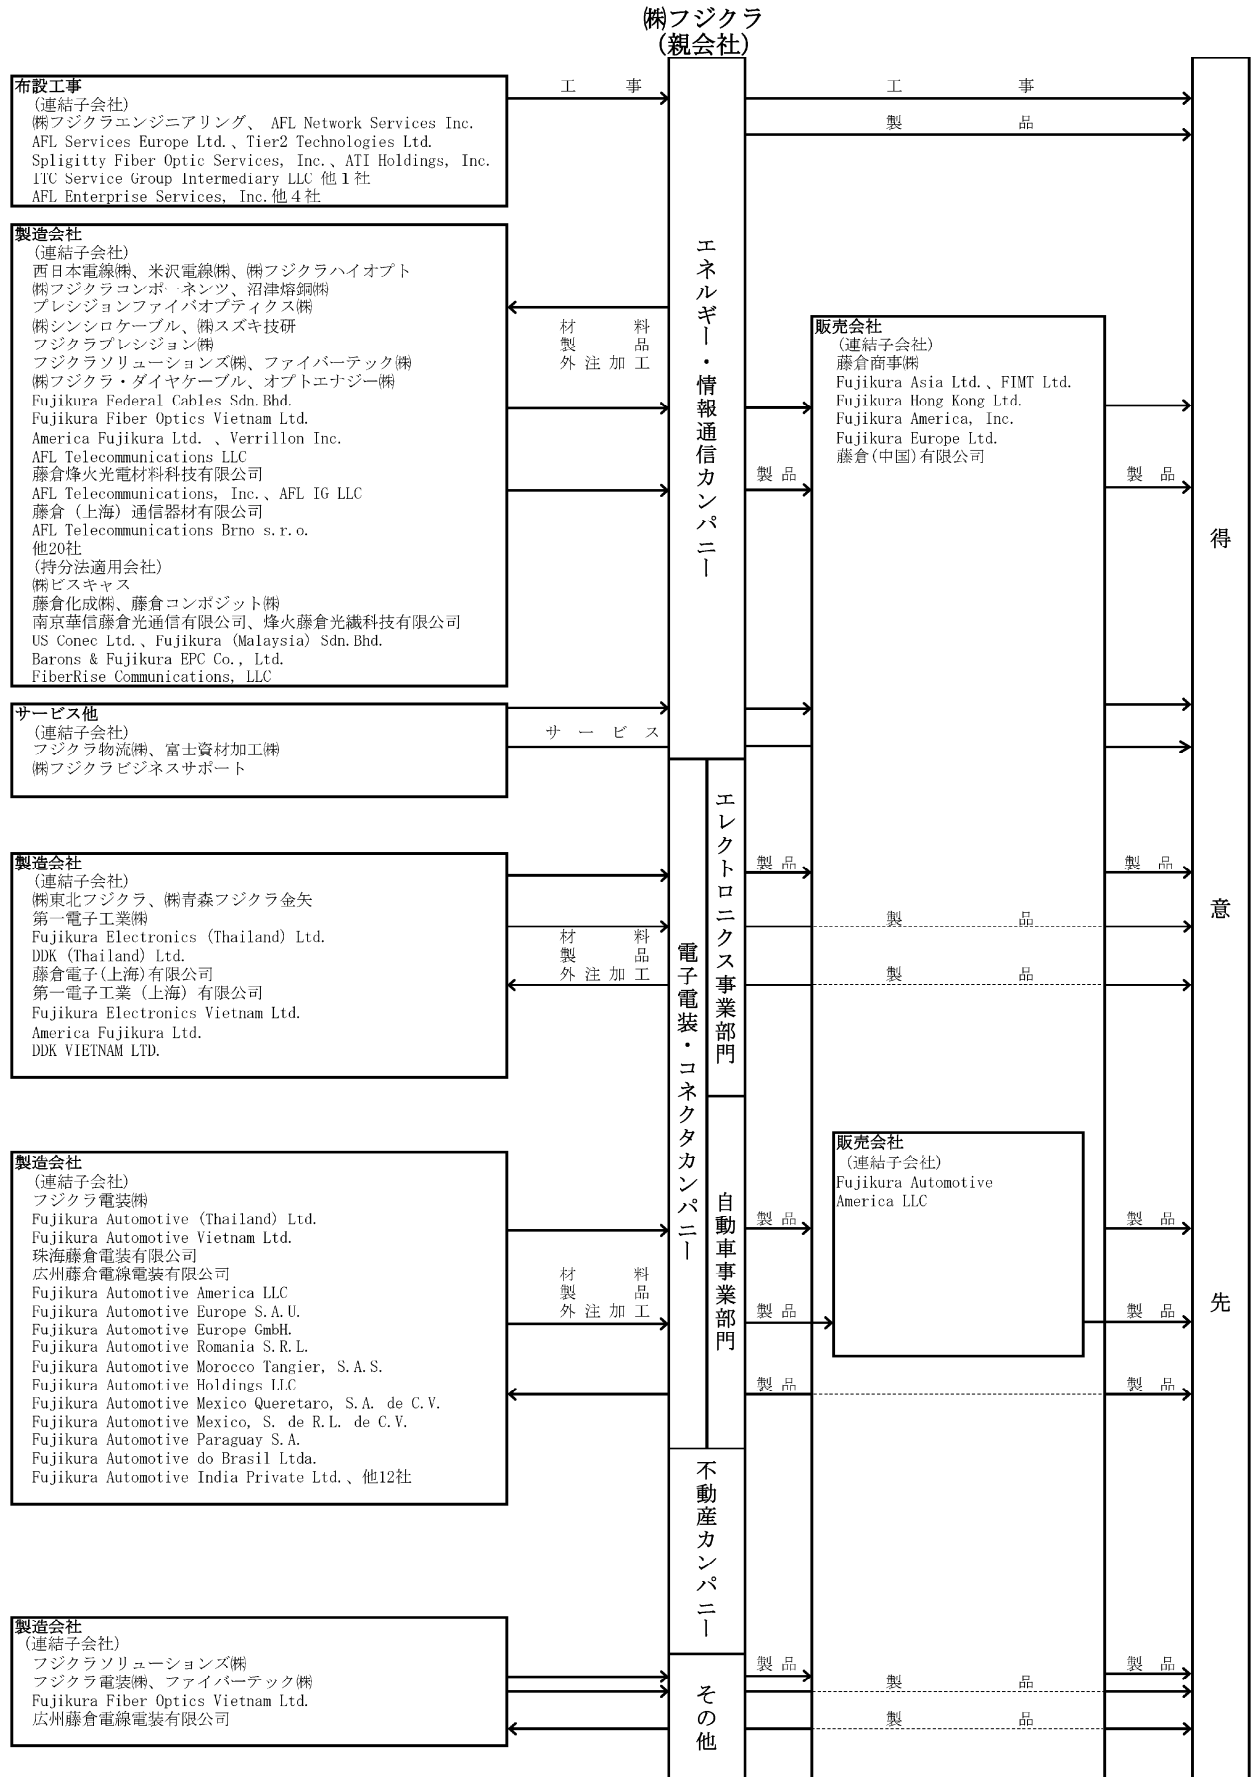 ㈱フジクラ
(親会社)
布設工事
(連結子会社)
㈱フジクラエンジニアリング、 AFL Network Services Inc.
AFL Services Europe Ltd.、Tier2 Technologies Ltd.
Spligitty Fiber Optic Services, Inc.、ATI Holdings, Inc.
ITC Service Group Intermediary LLC 他１社
AFL Enterprise Services, Inc.他４社
工事
工事
製品
製造会社
(連結子会社)
西日本電線㈱、米沢電線㈱、㈱フジクラハイオプト
㈱フジクラコンポーネンツ、沼津熔銅㈱
プレシジョンファイバオプティクス㈱
㈱シンシロケーブル、㈱スズキ技研
フジクラプレシジョン㈱
フジクラソリューションズ㈱、ファイバーテック㈱
㈱フジクラ・ダイヤケーブル、オプトエナジー㈱
Fujikura Federal Cables Sdn.Bhd.
Fujikura Fiber Optics Vietnam Ltd.
America Fujikura Ltd. 、Verrillon Inc.
AFL Telecommunications LLC
藤倉烽火光電材料科技有限公司
AFL Telecommunications, Inc.、AFL IG LLC
藤倉（上海）通信器材有限公司
AFL Telecommunications Brno s.r.o.
他20社
(持分法適用会社)
㈱ビスキャス
藤倉化成㈱、藤倉コンポジット㈱
南京華信藤倉光通信有限公司、烽火藤倉光纖科技有限公司
US Conec Ltd.、Fujikura (Malaysia) Sdn.Bhd.
Barons & Fujikura EPC Co., Ltd.
FiberRise Communications, LLC
材料
製品
外注加工
エネルギー・情報通信カンパニー
製品
販売会社
(連結子会社)
藤倉商事㈱
Fujikura Asia Ltd.、FIMT Ltd.
Fujikura Hong Kong Ltd.
Fujikura America, Inc.
Fujikura Europe Ltd.
藤倉(中国)有限公司
製品
得意先
サービス他
(連結子会社)
フジクラ物流㈱、富士資材加工㈱
㈱フジクラビジネスサポート
サービス
製造会社
(連結子会社)
㈱東北フジクラ、㈱青森フジクラ金矢
第一電子工業㈱
Fujikura Electronics (Thailand) Ltd.
DDK (Thailand) Ltd.
藤倉電子(上海)有限公司
第一電子工業（上海）有限公司
Fujikura Electronics Vietnam Ltd.
America Fujikura Ltd.
DDK VIETNAM LTD.
材料
製品
外注加工
電子電装・コネクタカンパニー
エレクトロニクス事業部門
製品
製品
製品
製品
製造会社
(連結子会社)
フジクラ電装㈱
Fujikura Automotive (Thailand) Ltd.
Fujikura Automotive Vietnam Ltd.
珠海藤倉電装有限公司
広州藤倉電線電装有限公司
Fujikura Automotive America LLC
Fujikura Automotive Europe S.A.U.
Fujikura Automotive Europe GmbH.
Fujikura Automotive Romania S.R.L.
Fujikura Automotive Morocco Tangier, S.A.S.
Fujikura Automotive Holdings LLC
Fujikura Automotive Mexico Queretaro, S.A. de C.V.
Fujikura Automotive Mexico, S. de R.L. de C.V.
Fujikura Automotive Paraguay S.A.
Fujikura Automotive do Brasil Ltda.
Fujikura Automotive India Private Ltd.、他12社
材料
製品
外注加工
自動車事業部門
製品
製品
製品
販売会社
(連結子会社)
Fujikura Automotive
America LLC
製品
製品
製品
不動産カンパニー
製造会社
(連結子会社)
フジクラソリューションズ㈱
フジクラ電装㈱、ファイバーテック㈱
Fujikura Fiber Optics Vietnam Ltd.
広州藤倉電線電装有限公司
その他
製品
製品
製品
製品